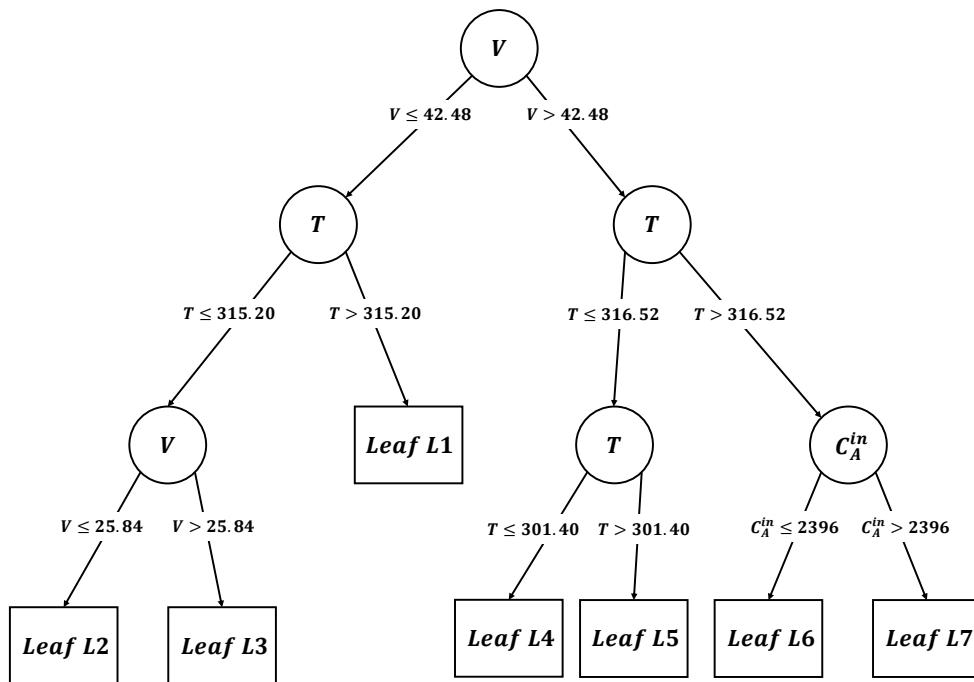 V
V ≤ 42.48
V > 42.48
T
T
T ≤ 315.20
T > 315.20
T ≤ 316.52
T > 316.52
V
Leaf L1
T
C_A^{in}
V ≤ 25.84
V > 25.84
T ≤ 301.40
T > 301.40
C_A^{in} ≤ 2396
C_A^{in} > 2396
Leaf L2
Leaf L3
Leaf L4
Leaf L5
Leaf L6
Leaf L7